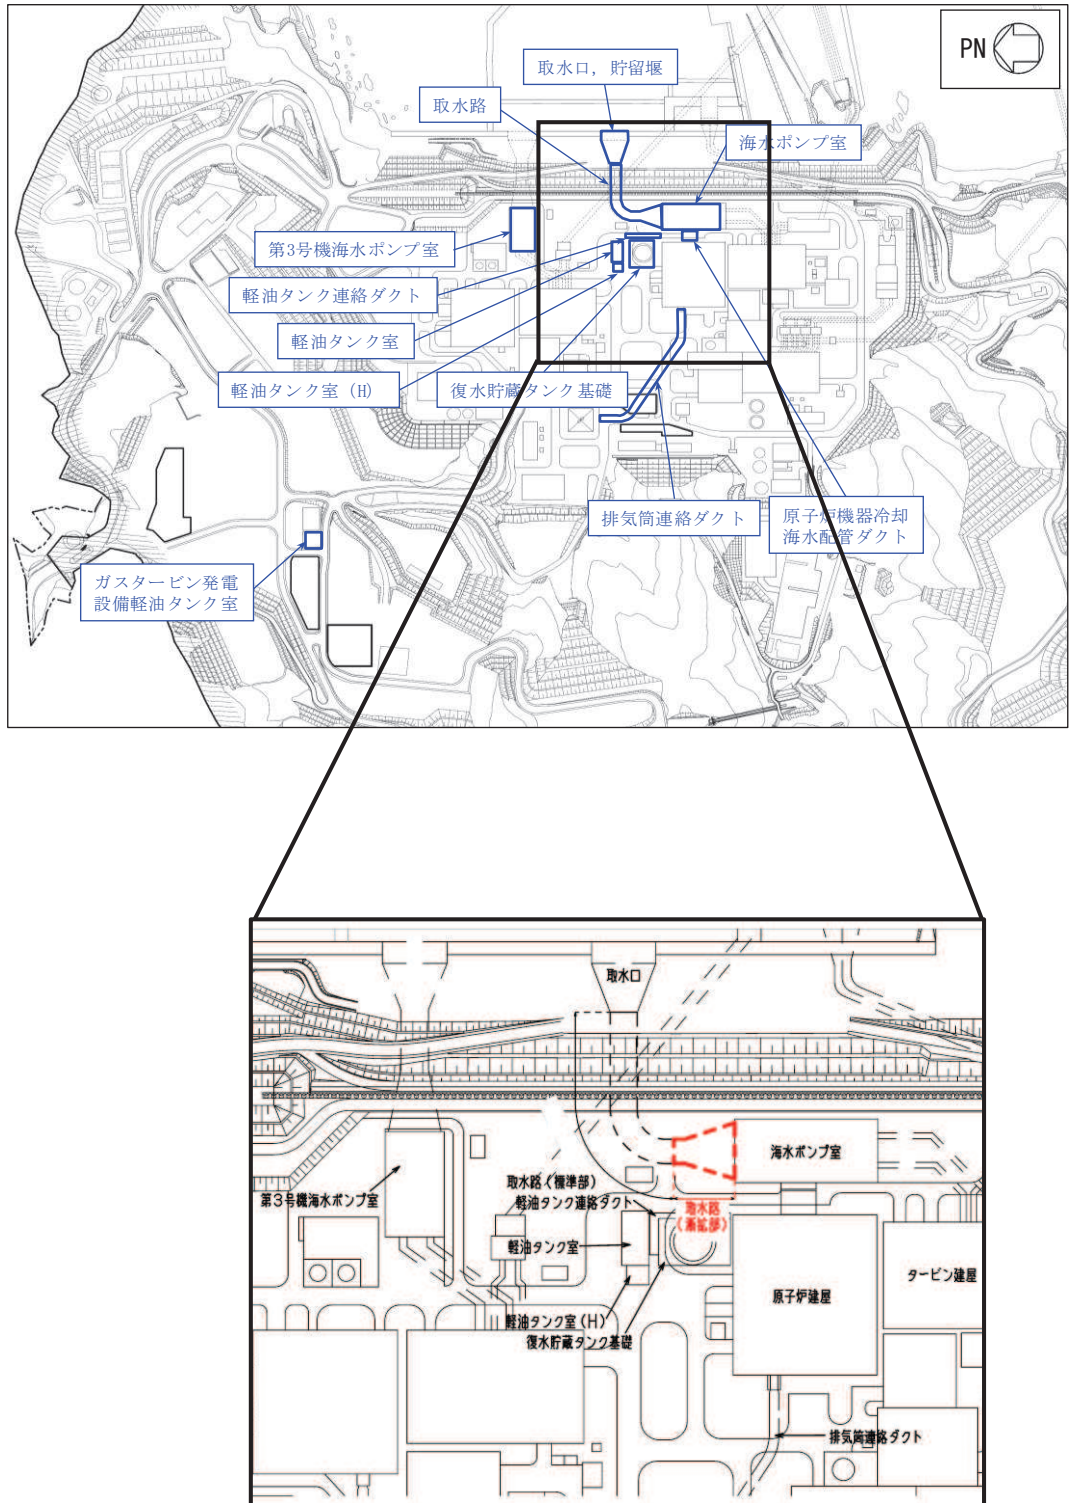 PN
取水口，貯留堰
取水路
海水ポンプ室
第3号機海水ポンプ室
軽油タンク連絡ダクト
軽油タンク室
軽油タンク室（H）
復水貯蔵タンク基礎
排気筒連絡ダクト
原子炉機器冷却
海水配管ダクト
ガスタービン発電
設備軽油タンク室
取水口
海水ポンプ室
取水路（標準部）
軽油タンク連絡ダクト
第３号機海水ポンプ室
取水路
（漸拡部）
軽油タンク室
タービン建屋
原子炉建屋
軽油タンク室（H）
復水貯蔵タンク基礎
排気筒連絡ダクト